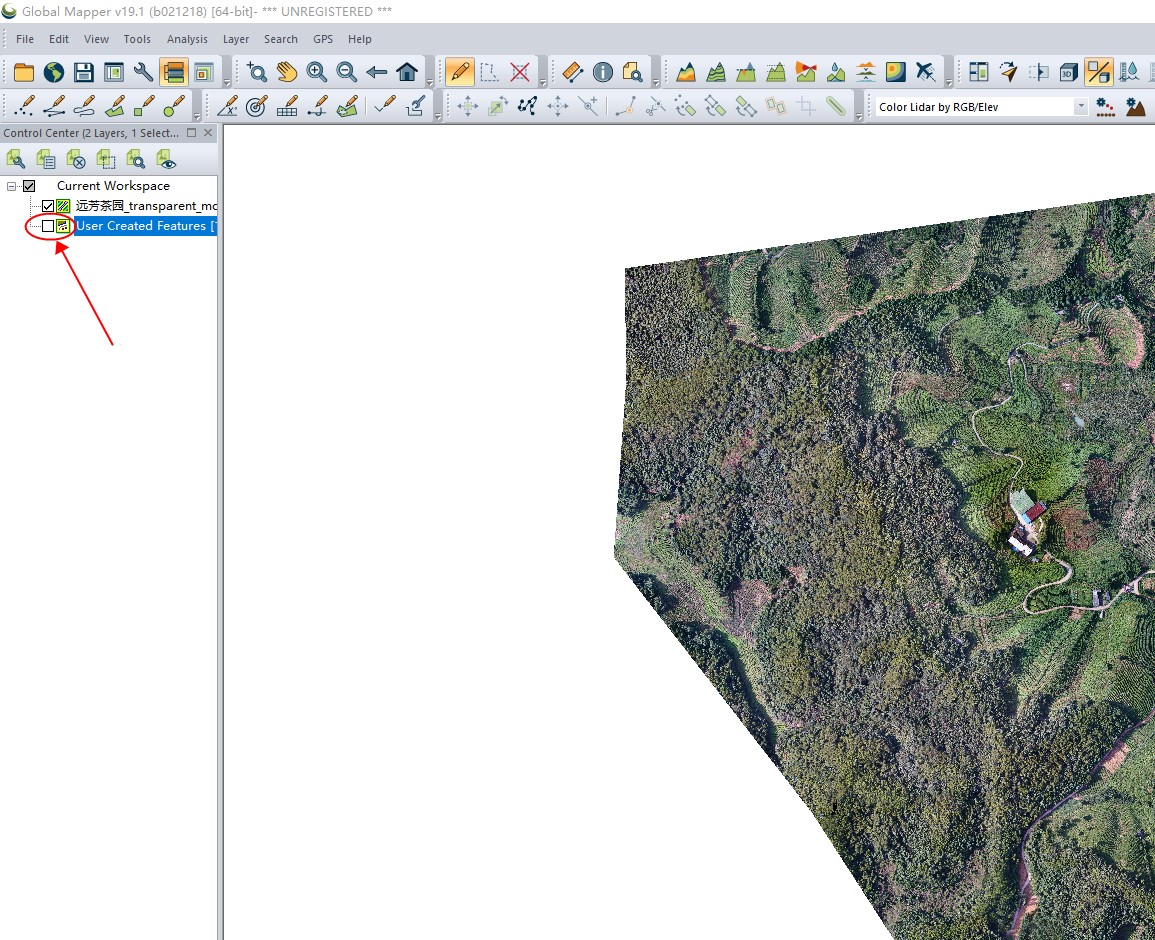 Global Mapper v19.1 (b021218) [64-bit]- *** UNREGISTERED ***
File Edit View Tools Analysis Layer Search GPS Help
Color Lidar by RGB/Elev
Control Center (2 Layers, 1 Select...
Current Workspace
远芳茶园_transparent_mo
User Created Features [